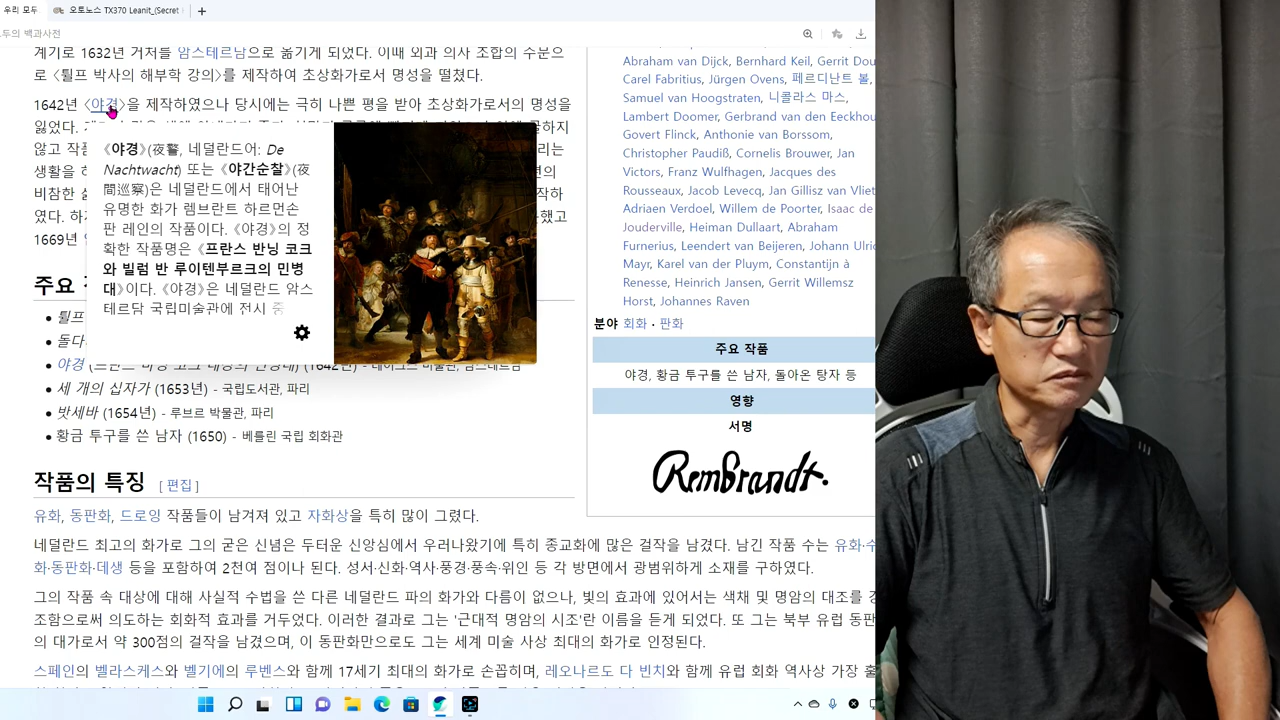 우리 모두
오토노스 TX370 Leanit_(Secret
두의 백과사전
계기로 1632년 거처를 암스테르남으로 옮기게 되었다. 이때 외과 의사 조합의 수문으
로 〈튈프 박사의 해부학 강의〉를 제작하여 초상화가로서 명성을 떨쳤다.
1642년 〈야경〉을 제작하였으나 당시에는 극히 나쁜 평을 받아 초상화가로서의 명성을
잃었다.
않고 작품
생활을 하
비참한 삶
였다. 하지
1669년
《야경》(夜警, 네덜란드어: De
Nachtwacht) 또는 《야간순찰》(夜
間巡察)은 네덜란드에서 태어난
유명한 화가 렘브란트 하르먼손
판 레인의 작품이다. 《야경》의 정
확한 작품명은 《프란스 반닝 코크
와 빌럼 반 루이텐부르크의 민병
대》이다. 《야경》은 네덜란드 암스
테르담 국립미술관에 전시 중
주요
튈프
돌다
야경
세 개의 십자가 (1653년) - 국립도서관, 파리
밧세바 (1654년) - 루브르 박물관, 파리
황금 투구를 쓴 남자 (1650) - 베를린 국립 회화관
작품의 특징 [ 편집 ]
유화, 동판화, 드로잉 작품들이 남겨져 있고 자화상을 특히 많이 그렸다.
네덜란드 최고의 화가로 그의 굳은 신념은 두터운 신앙심에서 우러나왔기에 특히 종교화에 많은 걸작을 남겼다. 남긴 작품 수는 유화·수
화·동판화·데생 등을 포함하여 2천여 점이나 된다. 성서·신화·역사·풍경·풍속·위인 등 각 방면에서 광범위하게 소재를 구하였다.
그의 작품 속 대상에 대해 사실적 수법을 쓴 다른 네덜란드 파의 화가와 다름이 없으나, 빛의 효과에 있어서는 색채 및 명암의 대조를 강
조함으로써 의도하는 회화적 효과를 거두었다. 이러한 결과로 그는 '근대적 명암의 시조'란 이름을 듣게 되었다. 또 그는 북부 유럽 동판
의 대가로서 약 300점의 걸작을 남겼으며, 이 동판화만으로도 그는 세계 미술 사상 최대의 화가로 인정된다.
스페인의 벨라스케스와 벨기에의 루벤스와 함께 17세기 최대의 화가로 손꼽히며, 레오나르도 다 빈치와 함께 유럽 회화 역사상 가장 훌
Abraham van Dijck, Bernhard Keil, Gerrit Dou
Carel Fabritius, Jürgen Ovens, 페르디난트 볼,
Samuel van Hoogstraten, 니콜라스 마스,
Lambert Doomer, Gerbrand van den Eeckhou
Govert Flinck, Anthonie van Borssom,
Christopher Paudiß, Cornelis Brouwer, Jan
Victors, Franz Wulfhagen, Jacques des
Rousseaux, Jacob Levecq, Jan Gillisz van Vliet
Adriaen Verdoel, Willem de Poorter, Isaac de
Jouderville, Heiman Dullaart, Abraham
Furnerius, Leendert van Beijeren, Johann Ulric
Mayr, Karel van der Pluym, Constantijn à
Renesse, Heinrich Jansen, Gerrit Willemsz
Horst, Johannes Raven
분야 회화 · 판화
주요 작품
야경, 황금 투구를 쓴 남자, 돌아온 탕자 등
영향
서명
Rembrandt.